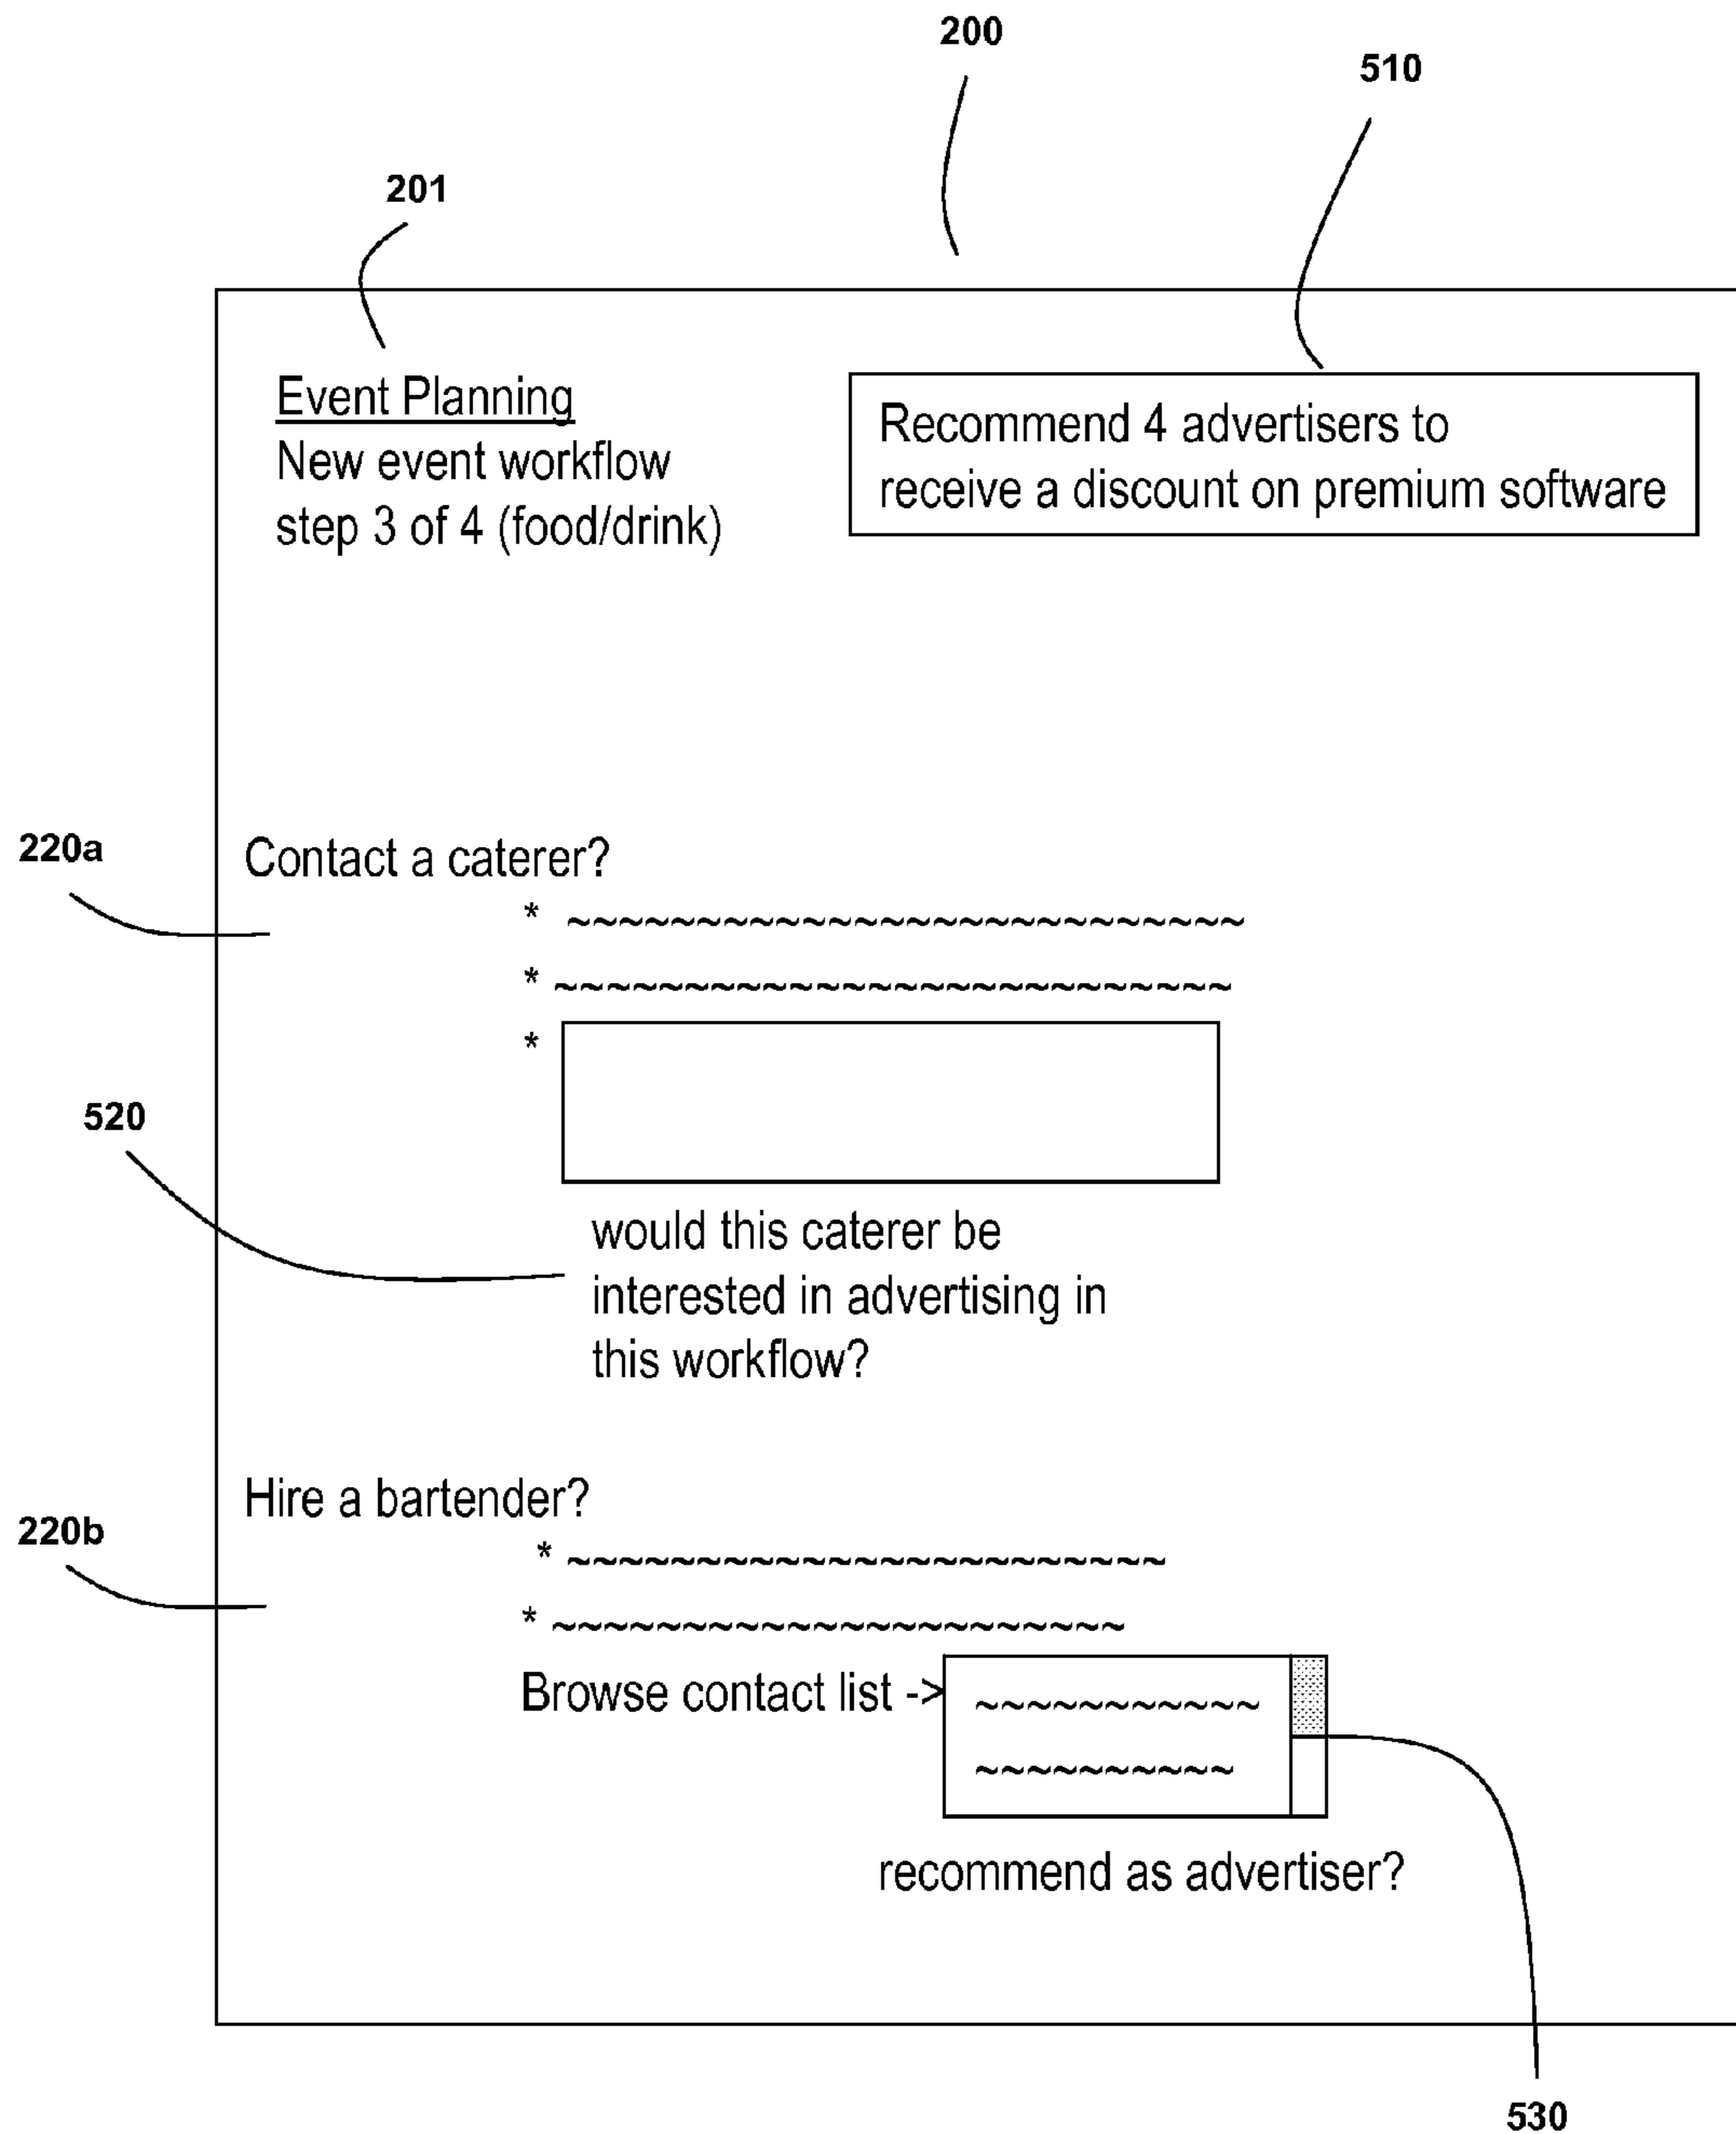 200
510
201
Event Planning
New event workflow
step 3 of 4 (food/drink)
Recommend 4 advertisers to
receive a discount on premium software
220a
Contact a caterer?
* ~~~~~~~~~~~~~~~~~~~~~~~~~~
* ~~~~~~~~~~~~~~~~~~~~~~~~~~
*
520
would this caterer be
interested in advertising in
this workflow?
Hire a bartender?
220b
* ~~~~~~~~~~~~~~~~~~~~~~~
* ~~~~~~~~~~~~~~~~~~~~~~
Browse contact list ->
~~~~~~~~~~~
~~~~~~~~~~
recommend as advertiser?
530